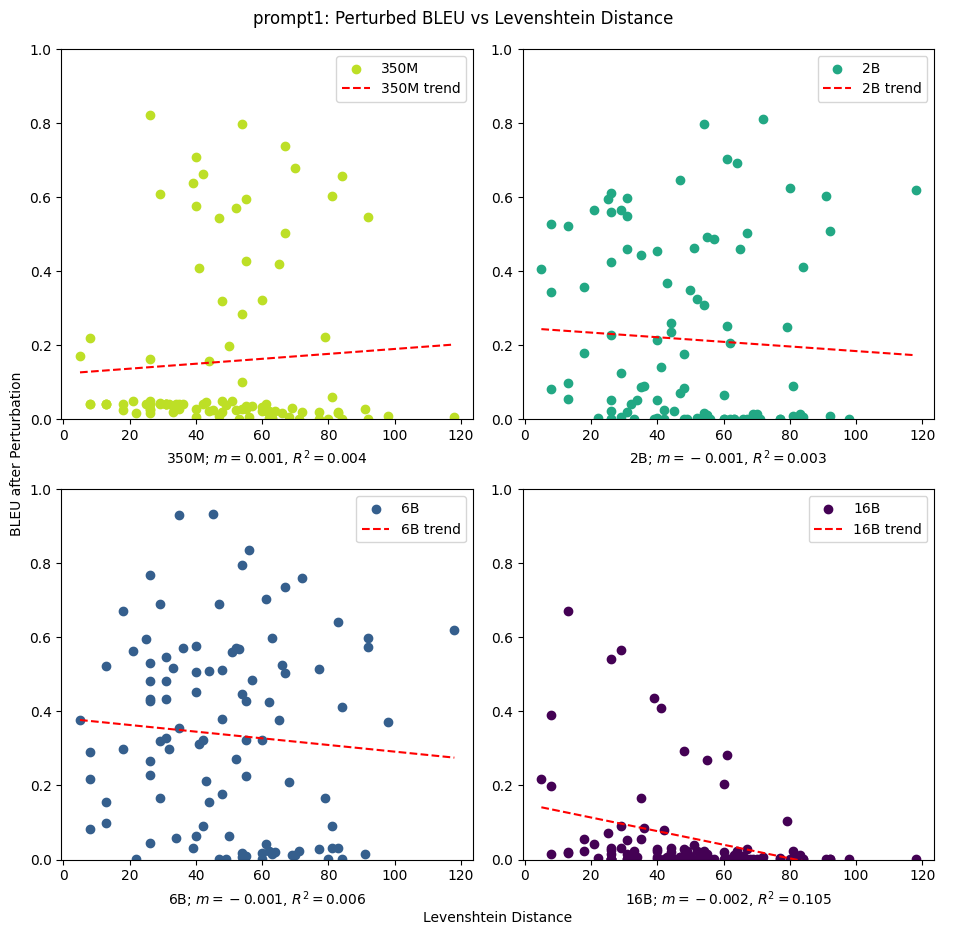 prompt1: Perturbed BLEU vs Levenshtein Distance
1.0
0.8
0.6
0.4
0.2
0.0
0 20 40 60 80 100 120
350M
350M trend
350M; m = 0.001, R² = 0.004
1.0
0.8
0.6
0.4
0.2
0.0
0 20 40 60 80 100 120
2B
2B trend
2B; m = −0.001, R² = 0.003
BLEU after Perturbation
1.0
0.8
0.6
0.4
0.2
0.0
0 20 40 60 80 100 120
6B
6B trend
6B; m = −0.001, R² = 0.006
1.0
0.8
0.6
0.4
0.2
0.0
0 20 40 60 80 100 120
16B
16B trend
16B; m = −0.002, R² = 0.105
Levenshtein Distance